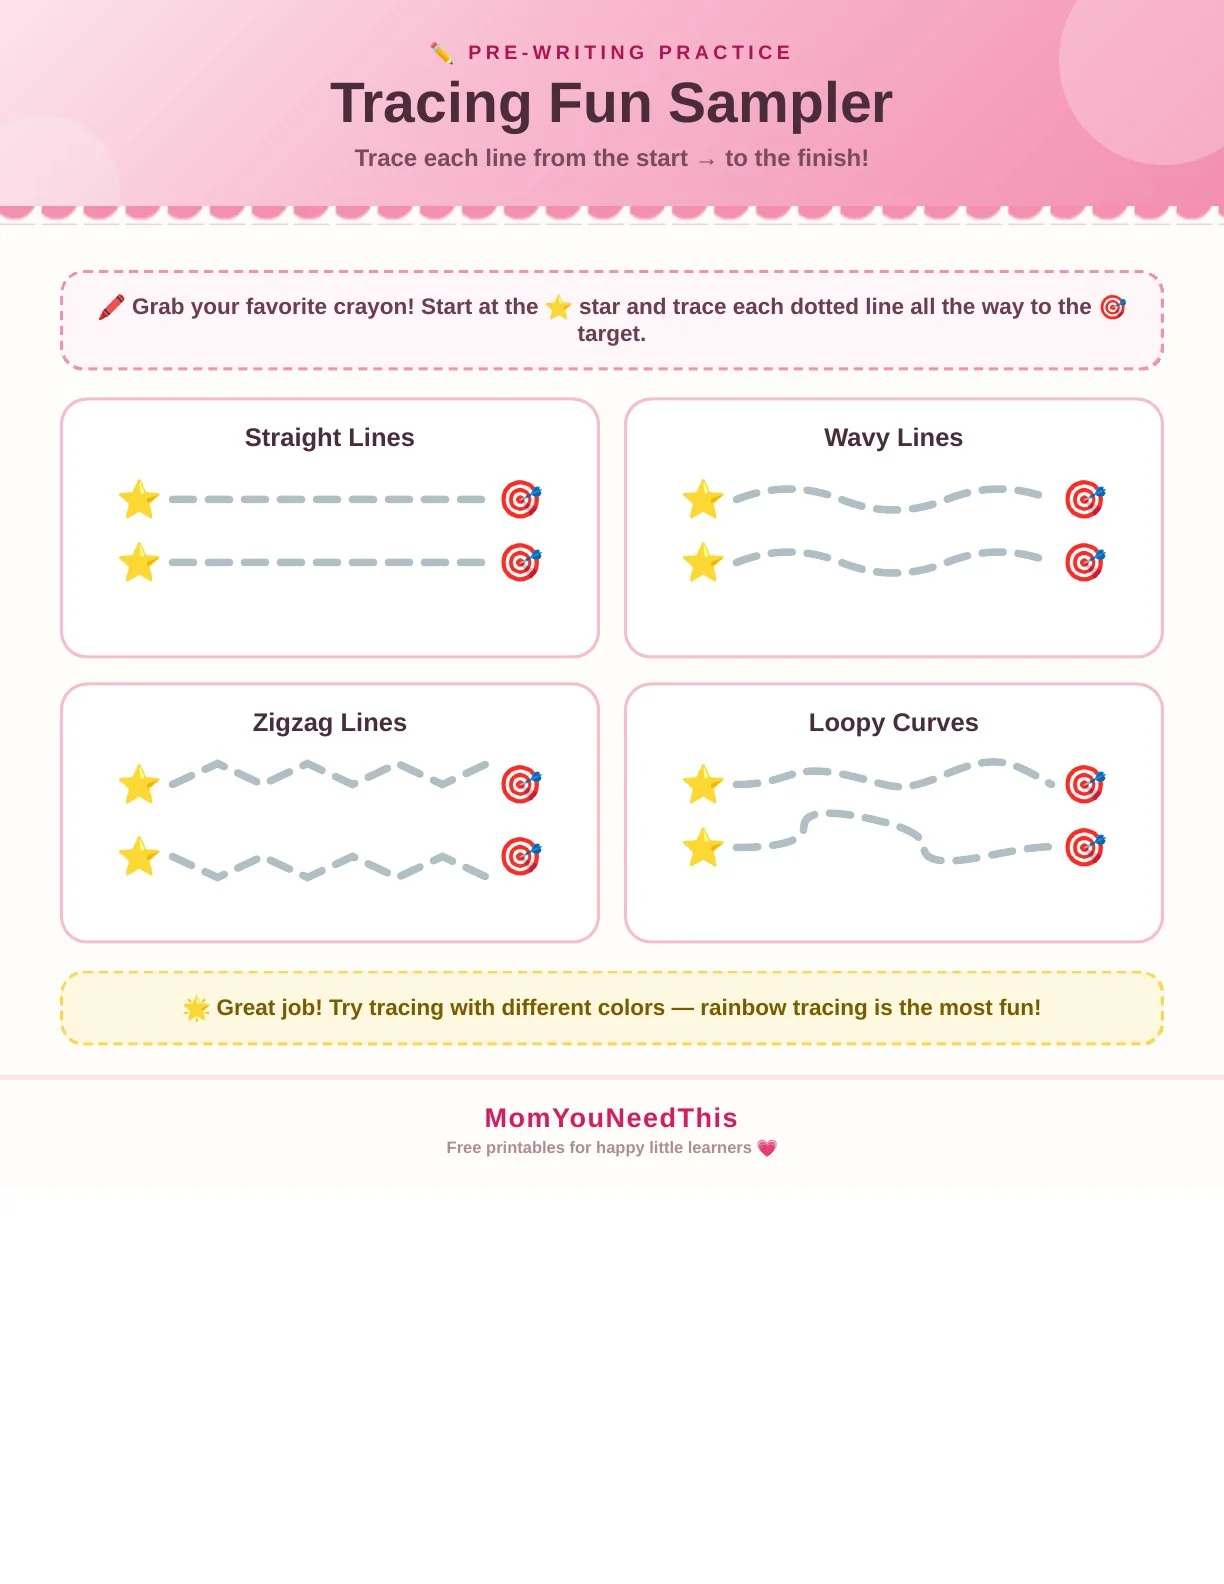 ✏️ PRE-WRITING PRACTICE
Tracing Fun Sampler
Trace each line from the start → to the finish!
🖍️ Grab your favorite crayon! Start at the ⭐ star and trace each dotted line all the way to the 🎯
target.
Straight Lines
Wavy Lines
Zigzag Lines
Loopy Curves
🌟 Great job! Try tracing with different colors — rainbow tracing is the most fun!
MomYouNeedThis
Free printables for happy little learners 💗